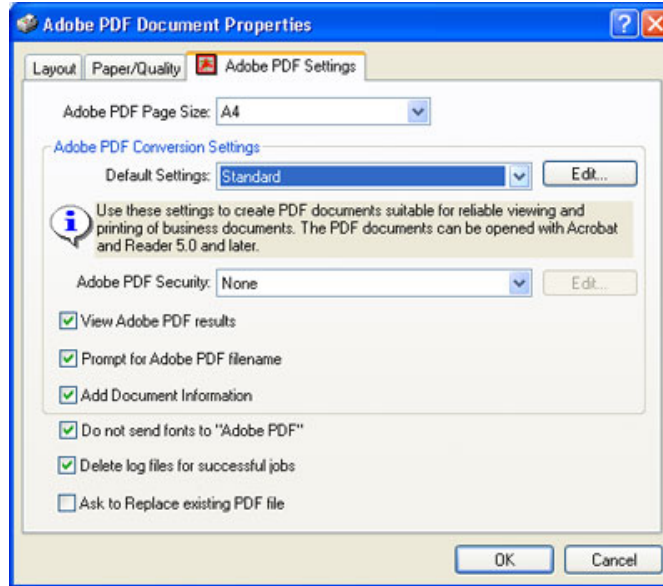 Adobe PDF Document Properties
Layout Paper/Quality Adobe PDF Settings
Adobe PDF Page Size: A4
Adobe PDF Conversion Settings
Default Settings: Standard Edit...
Use these settings to create PDF documents suitable for reliable viewing and
printing of business documents. The PDF documents can be opened with Acrobat
and Reader 5.0 and later.
Adobe PDF Security: None Edit...
View Adobe PDF results
Prompt for Adobe PDF filename
Add Document Information
Do not send fonts to "Adobe PDF"
Delete log files for successful jobs
Ask to Replace existing PDF file
OK Cancel